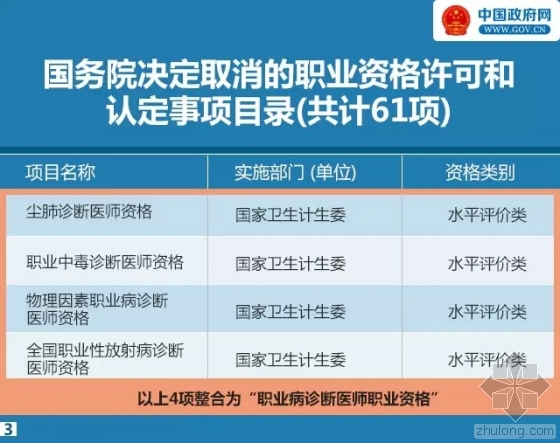 中国政府网
WWW.GOV.CN
国务院决定取消的职业资格许可和
认定事项目录(共计61项)
项目名称 实施部门 (单位) 资格类别
尘肺诊断医师资格 国家卫生计生委 水平评价类
职业中毒诊断医师资格 国家卫生计生委 水平评价类
物理因素职业病诊断
医师资格 国家卫生计生委 水平评价类
全国职业性放射病诊断
医师资格 国家卫生计生委 水平评价类
以上4项整合为“职业病诊断医师职业资格”
3
zhulong.com